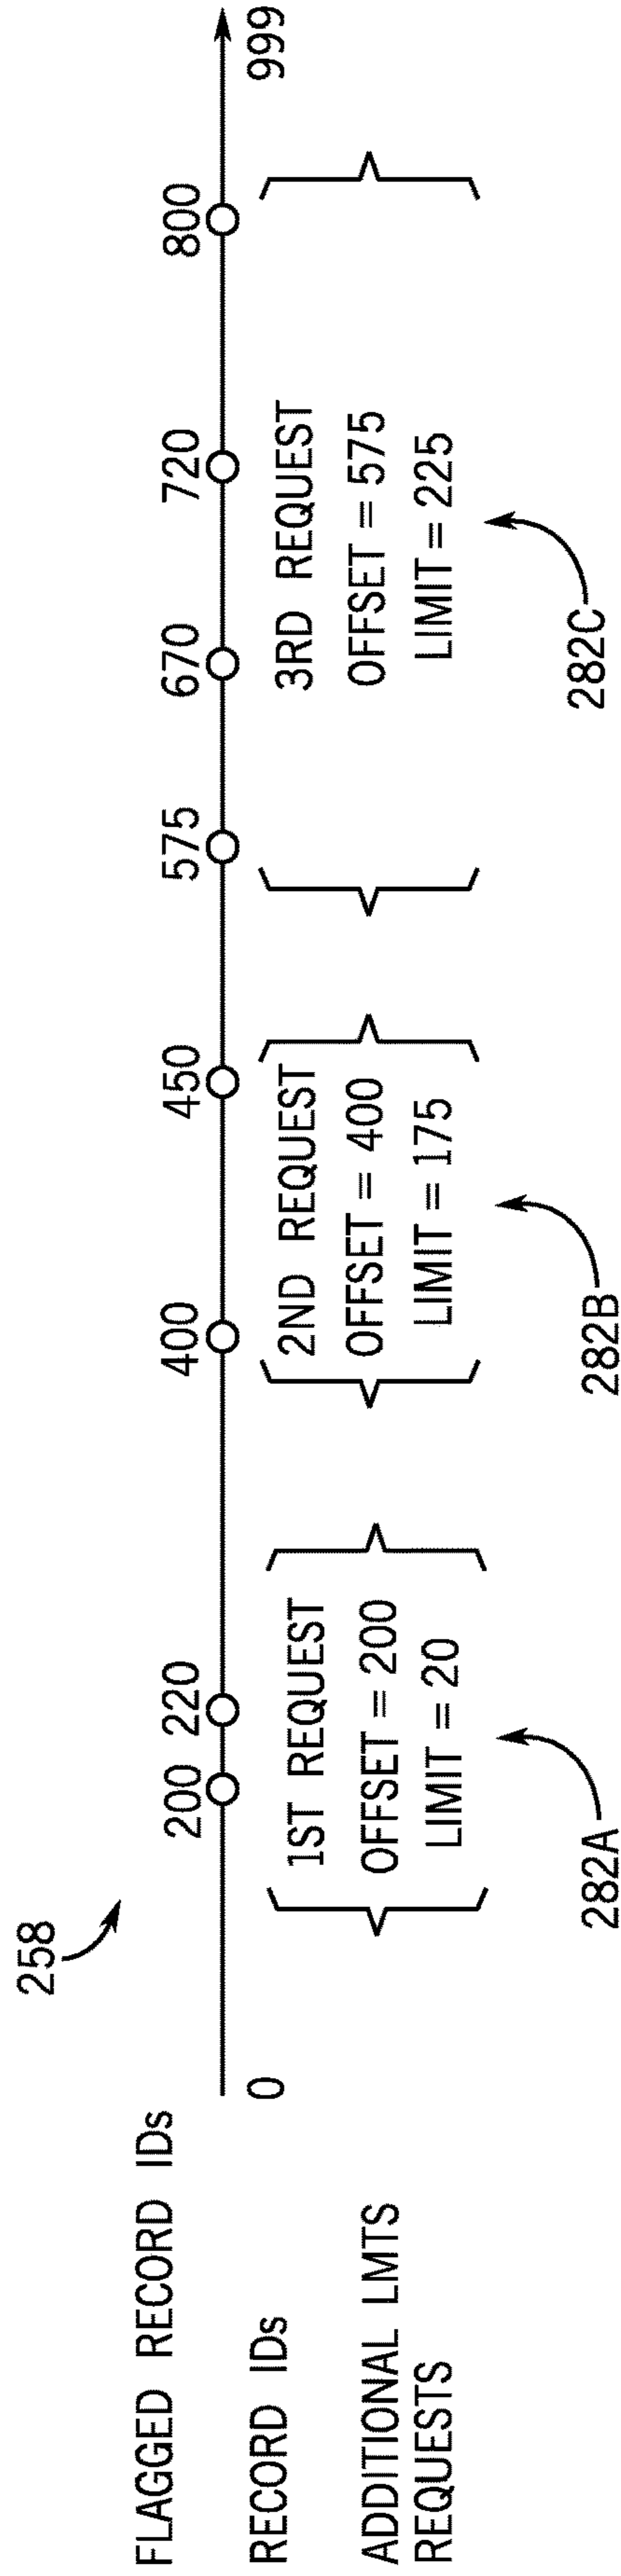 258
FLAGGED RECORD IDs
200
220
400
450
575
670
720
800
RECORD IDs
0
999
ADDITIONAL LMTS
REQUESTS
1ST REQUEST
OFFSET = 200
LIMIT = 20
2ND REQUEST
OFFSET = 400
LIMIT = 175
3RD REQUEST
OFFSET = 575
LIMIT = 225
282A
282B
282C